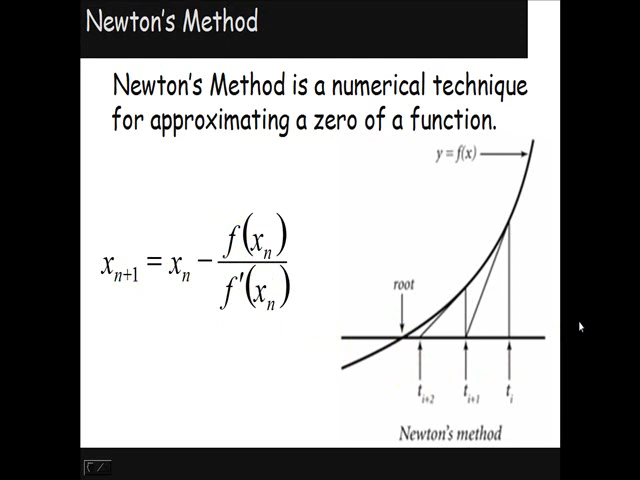 Newton's Method
Newton's Method is a numerical technique
for approximating a zero of a function.
y = f(x)
xₙ₊₁ = xₙ − f(xₙ) / f′(xₙ)
root
tᵢ₊₂ tᵢ₊₁ tᵢ
Newton's method